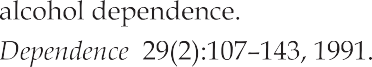 alcohol dependence.
Dependence 29(2):107–143, 1991.